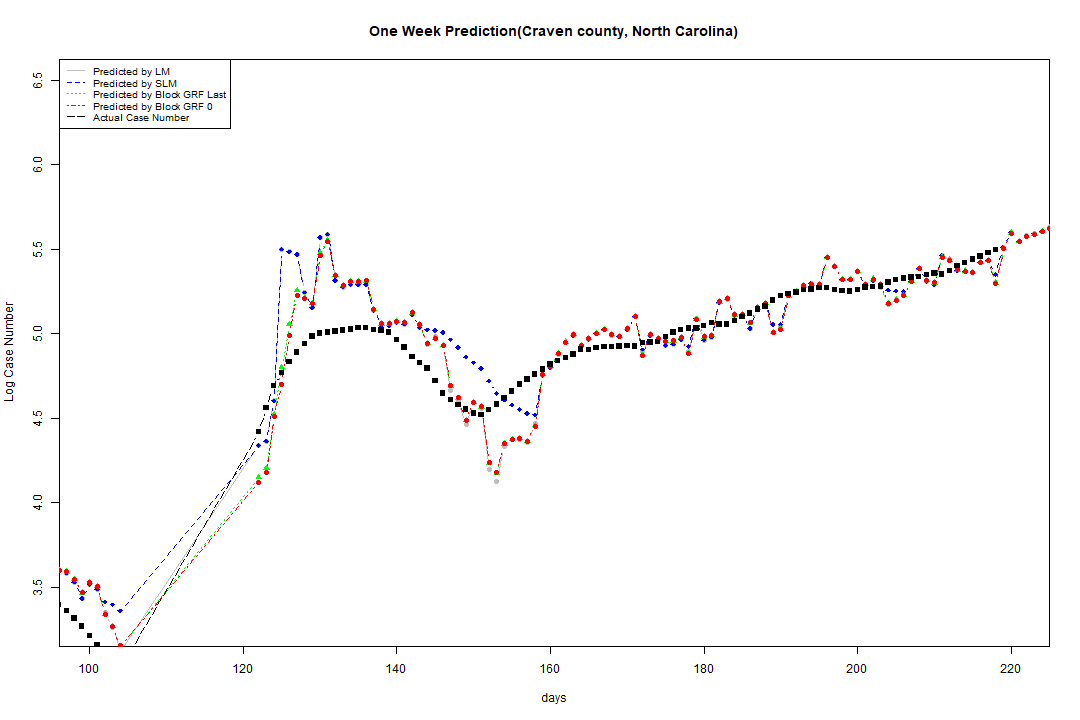 One Week Prediction(Craven county, North Carolina)
Predicted by LM
Predicted by SLM
Predicted by Block GRF Last
Predicted by Block GRF 0
Actual Case Number
6.5
6.0
5.5
5.0
4.5
4.0
3.5
Log Case Number
100 120 140 160 180 200 220
days